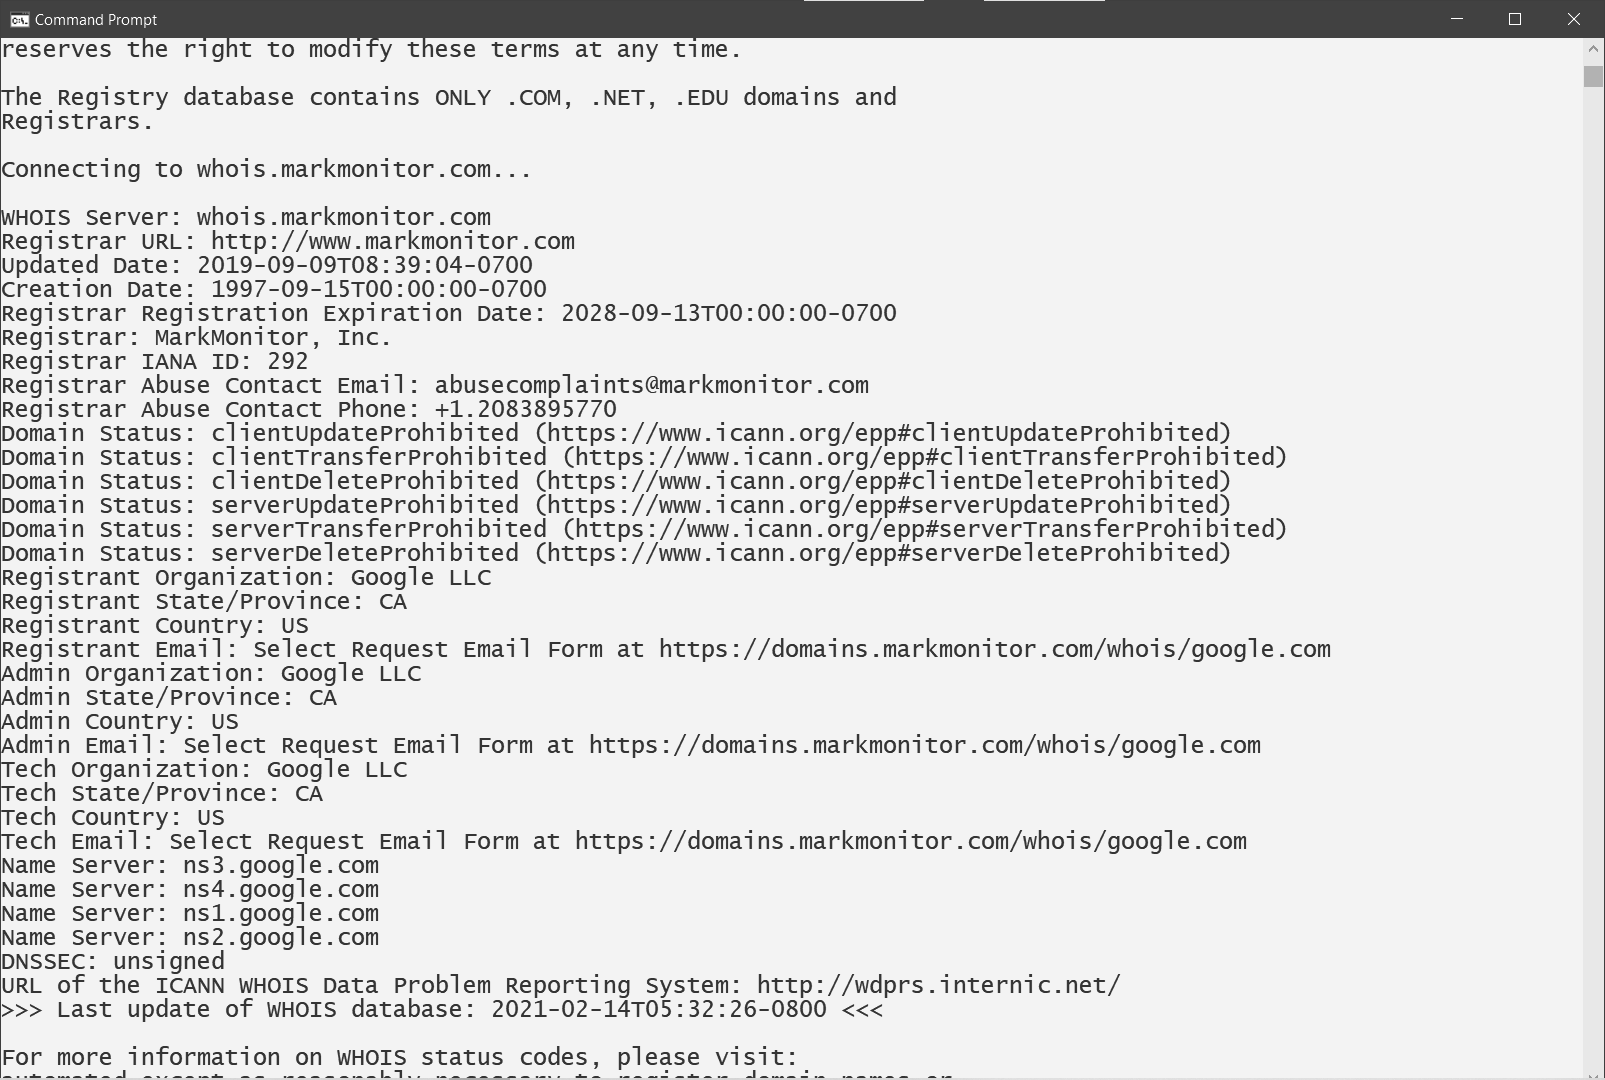 Command Prompt
reserves the right to modify these terms at any time.
The Registry database contains ONLY .COM, .NET, .EDU domains and
Registrars.
Connecting to whois.markmonitor.com...
WHOIS Server: whois.markmonitor.com
Registrar URL: http://www.markmonitor.com
Updated Date: 2019-09-09T08:39:04-0700
Creation Date: 1997-09-15T00:00:00-0700
Registrar Registration Expiration Date: 2028-09-13T00:00:00-0700
Registrar: MarkMonitor, Inc.
Registrar IANA ID: 292
Registrar Abuse Contact Email: abusecomplaints@markmonitor.com
Registrar Abuse Contact Phone: +1.2083895770
Domain Status: clientUpdateProhibited (https://www.icann.org/epp#clientUpdateProhibited)
Domain Status: clientTransferProhibited (https://www.icann.org/epp#clientTransferProhibited)
Domain Status: clientDeleteProhibited (https://www.icann.org/epp#clientDeleteProhibited)
Domain Status: serverUpdateProhibited (https://www.icann.org/epp#serverUpdateProhibited)
Domain Status: serverTransferProhibited (https://www.icann.org/epp#serverTransferProhibited)
Domain Status: serverDeleteProhibited (https://www.icann.org/epp#serverDeleteProhibited)
Registrant Organization: Google LLC
Registrant State/Province: CA
Registrant Country: US
Registrant Email: Select Request Email Form at https://domains.markmonitor.com/whois/google.com
Admin Organization: Google LLC
Admin State/Province: CA
Admin Country: US
Admin Email: Select Request Email Form at https://domains.markmonitor.com/whois/google.com
Tech Organization: Google LLC
Tech State/Province: CA
Tech Country: US
Tech Email: Select Request Email Form at https://domains.markmonitor.com/whois/google.com
Name Server: ns3.google.com
Name Server: ns4.google.com
Name Server: ns1.google.com
Name Server: ns2.google.com
DNSSEC: unsigned
URL of the ICANN WHOIS Data Problem Reporting System: http://wdprs.internic.net/
>>> Last update of WHOIS database: 2021-02-14T05:32:26-0800 <<<
For more information on WHOIS status codes, please visit:
automated except as reasonably necessary to register domain names or